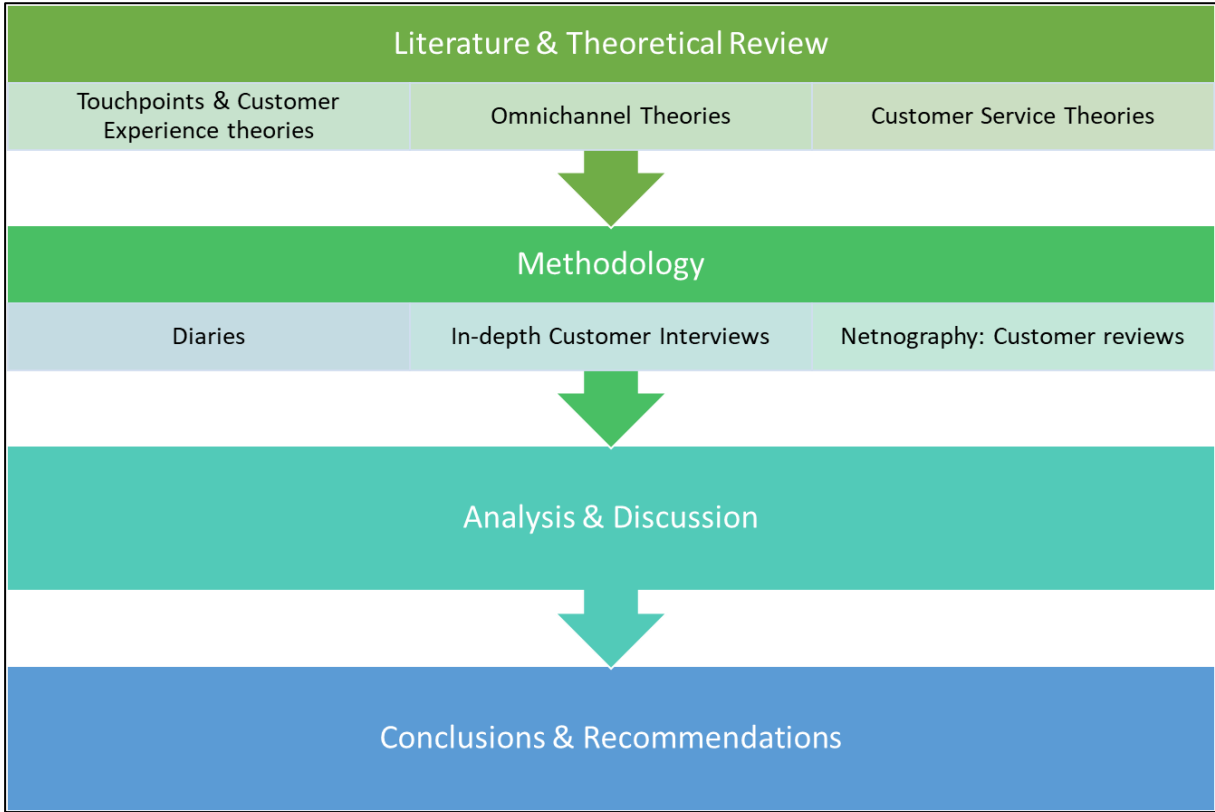 Literature & Theoretical Review
Touchpoints & Customer
Experience theories
Omnichannel Theories
Customer Service Theories
Methodology
Diaries
In-depth Customer Interviews
Netnography: Customer reviews
Analysis & Discussion
Conclusions & Recommendations